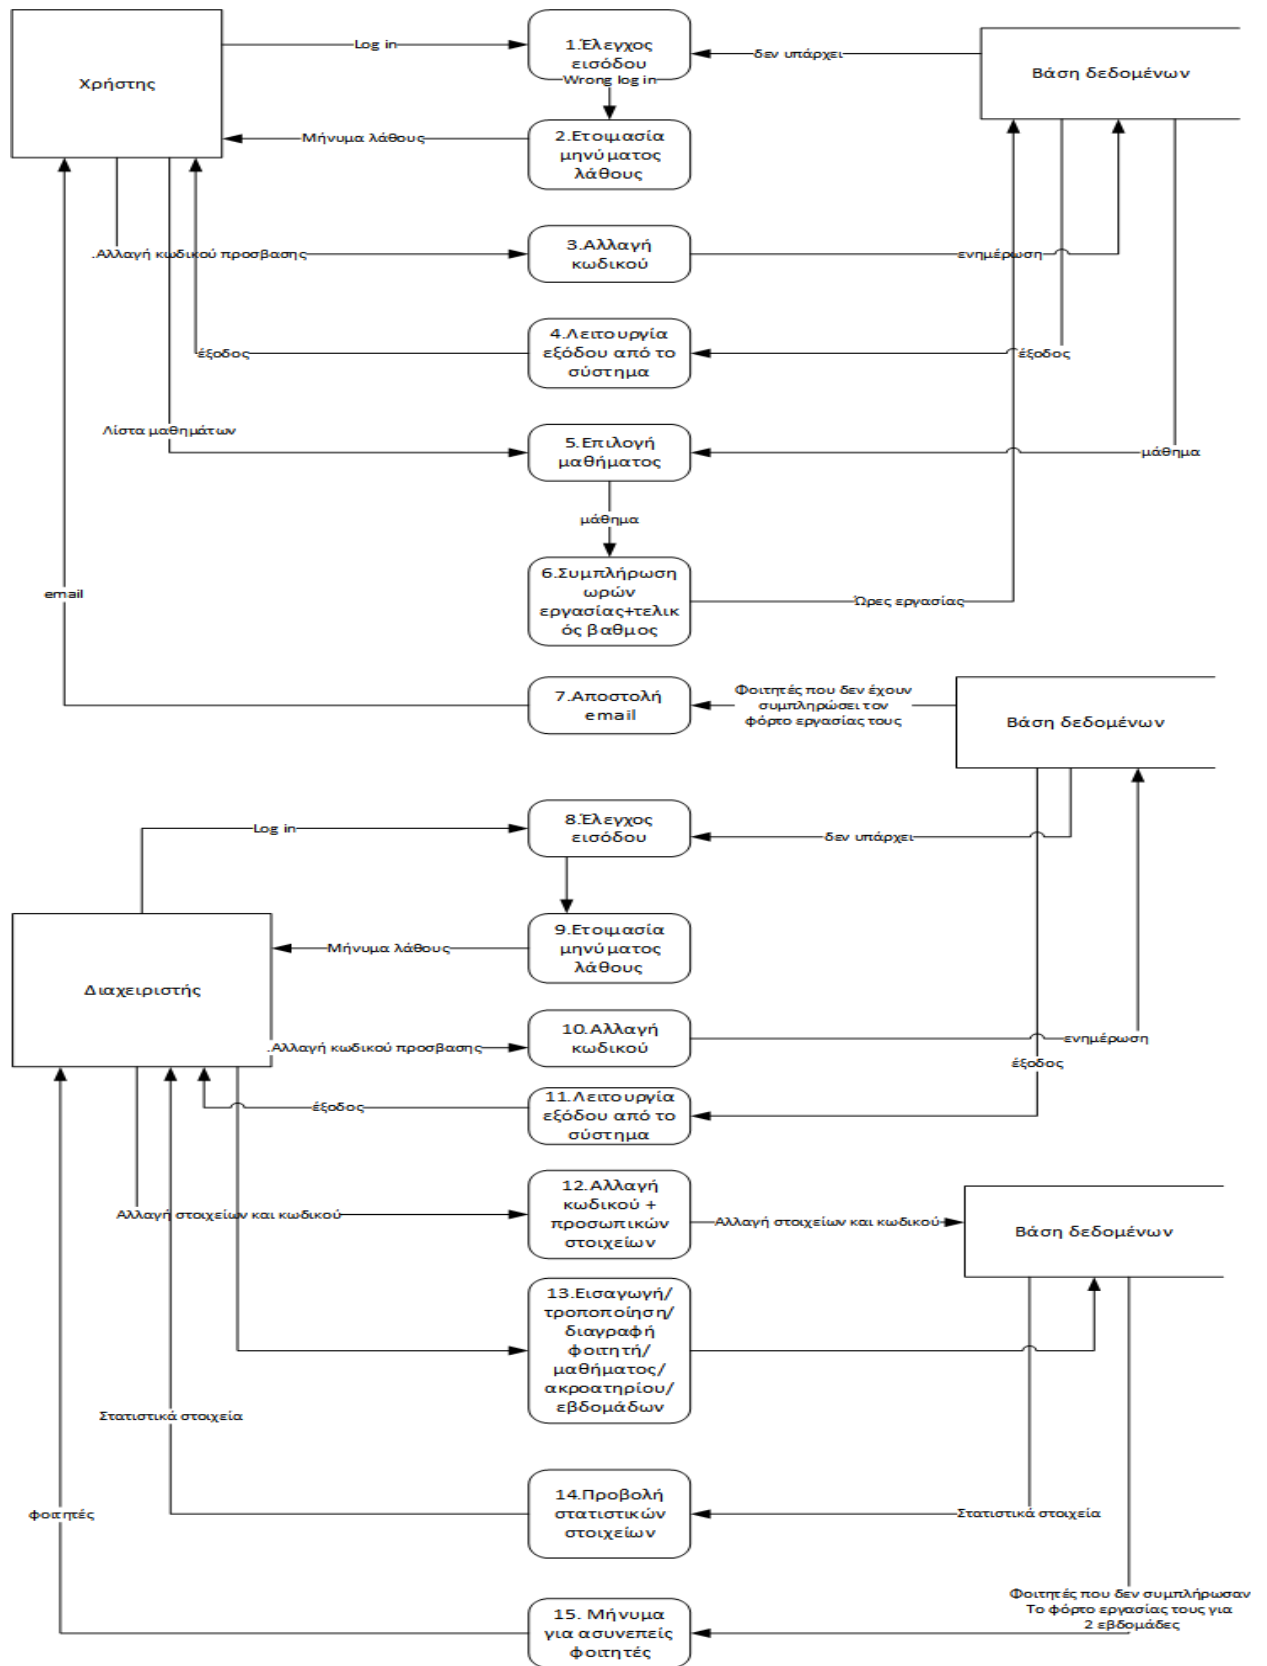 Χρήστης
Log in
1.Έλεγχος
εισόδου
Wrong log in
δεν υπάρχει
Βάση δεδομένων
Μήνυμα λάθους
2.Ετοιμασία
μηνύματος
λάθους
.Αλλαγή κωδικού προσβασης
3.Αλλαγή
κωδικού
ενημέρωση
έξοδος
4.Λειτουργία
εξόδου από το
σύστημα
έξοδος
Λίστα μαθημάτων
5.Επιλογή
μαθήματος
μάθημα
μάθημα
6.Συμπλήρωση
ωρών
εργασίας+τελικ
ός βαθμος
Ώρες εργασίας
email
7.Αποστολή
email
Φοιτητές που δεν έχουν
συμπληρώσει τον
φόρτο εργασίας τους
Βάση δεδομένων
Log in
8.Έλεγχος
εισόδου
δεν υπάρχει
Διαχειριστής
Μήνυμα λάθους
9.Ετοιμασία
μηνύματος
λάθους
.Αλλαγή κωδικού προσβασης
10.Αλλαγή
κωδικού
ενημέρωση
έξοδος
έξοδος
11.Λειτουργία
εξόδου από το
σύστημα
Αλλαγή στοιχείων και κωδικού
12.Αλλαγή
κωδικού +
προσωπικών
στοιχείων
Αλλαγή στοιχείων και κωδικού
Βάση δεδομένων
13.Εισαγωγή/
τροποποίηση/
διαγραφή
φοιτητή/
μαθήματος/
ακροατηρίου/
εβδομάδων
Στατιστικά στοιχεία
14.Προβολή
στατιστικών
στοιχείων
Στατιστικά στοιχεία
φοιτητές
15. Μήνυμα
για ασυνεπείς
φοιτητές
Φοιτητές που δεν συμπλήρωσαν
Το φόρτο εργασίας τους για
2 εβδομάδες